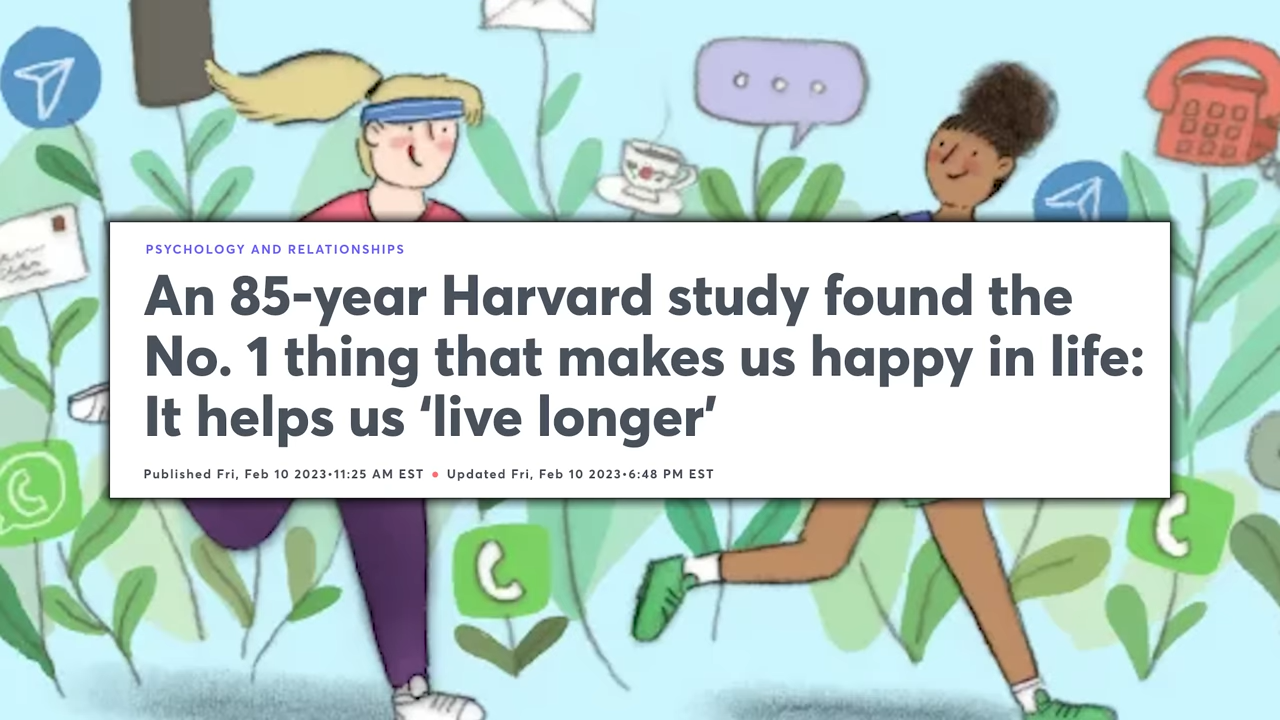 PSYCHOLOGY AND RELATIONSHIPS
An 85-year Harvard study found the
No. 1 thing that makes us happy in life:
It helps us ‘live longer’
Published Fri, Feb 10 2023•11:25 AM EST • Updated Fri, Feb 10 2023•6:48 PM EST